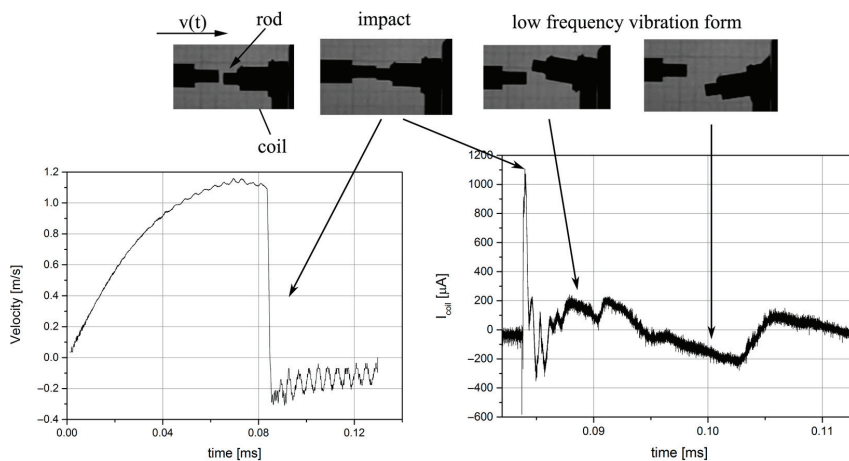 v(t)
rod
impact
low frequency vibration form
coil
1.2
1.0
0.8
0.6
0.4
0.2
0.0
−0.2
−0.4
Velocity [m/s]
0.00
0.04
0.08
0.12
time [ms]
1200
1000
800
600
400
200
0
−200
−400
−600
I_coil [µA]
0.09
0.10
0.11
time [ms]